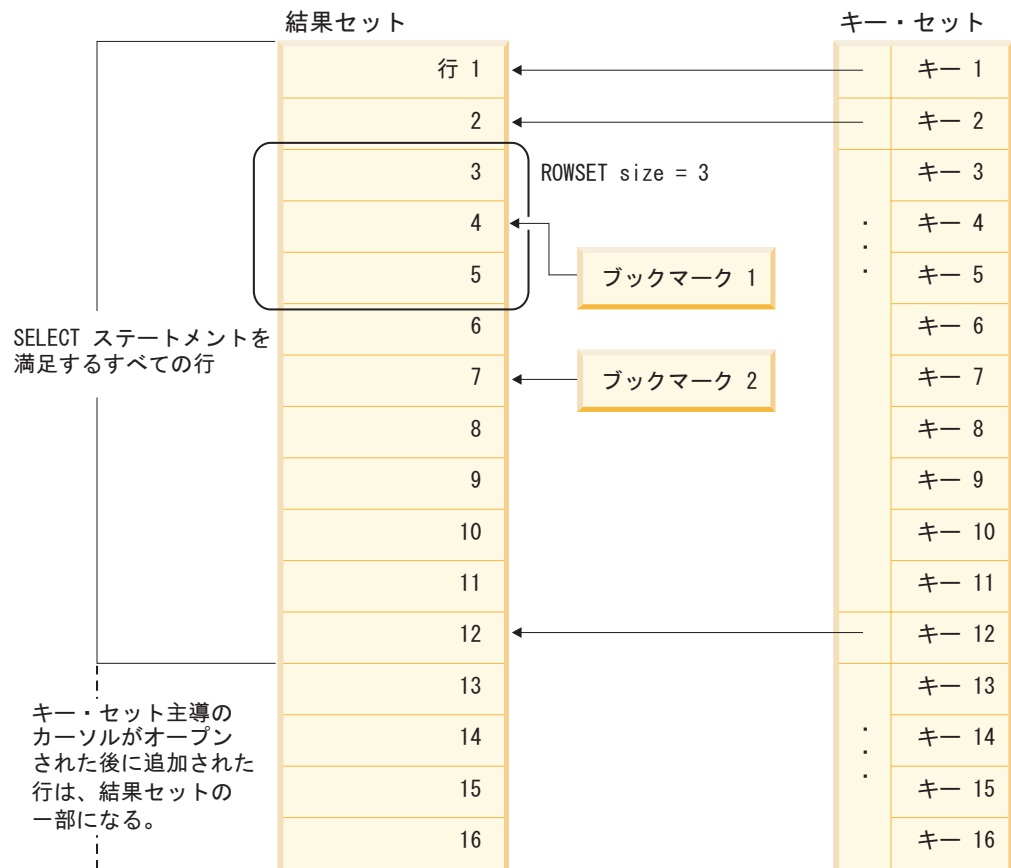 結果セット
キー・セット
行 1
キー 1
2
キー 2
3
ROWSET size = 3
キー 3
4
キー 4
5
ブックマーク 1
キー 5
SELECT ステートメントを
満足するすべての行
6
キー 6
7
ブックマーク 2
キー 7
8
キー 8
9
キー 9
10
キー 10
11
キー 11
12
キー 12
13
キー 13
キー・セット主導の
カーソルがオープン
された後に追加された
行は、結果セットの
一部になる。
14
キー 14
15
キー 15
16
キー 16